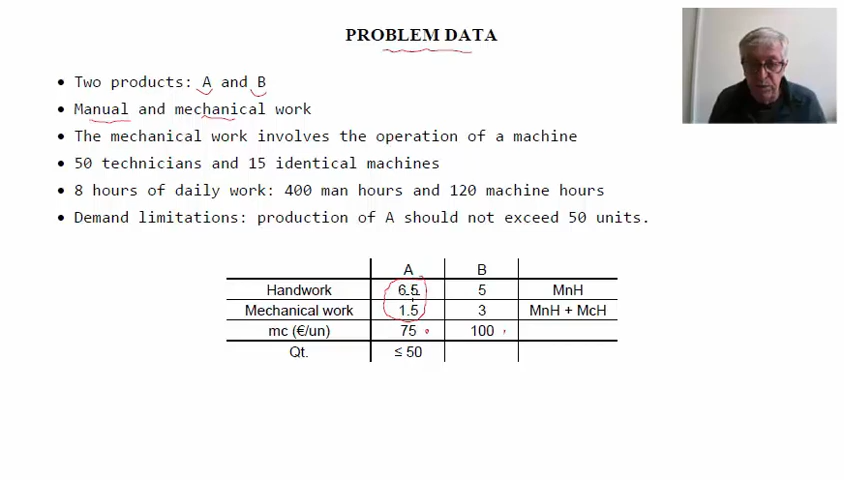 PROBLEM DATA
• Two products: A and B
• Manual and mechanical work
• The mechanical work involves the operation of a machine
• 50 technicians and 15 identical machines
• 8 hours of daily work: 400 man hours and 120 machine hours
• Demand limitations: production of A should not exceed 50 units.
A B
Handwork 6.5 5 MnH
Mechanical work 1.5 3 MnH + McH
mc (€/un) 75 100
Qt. ≤ 50